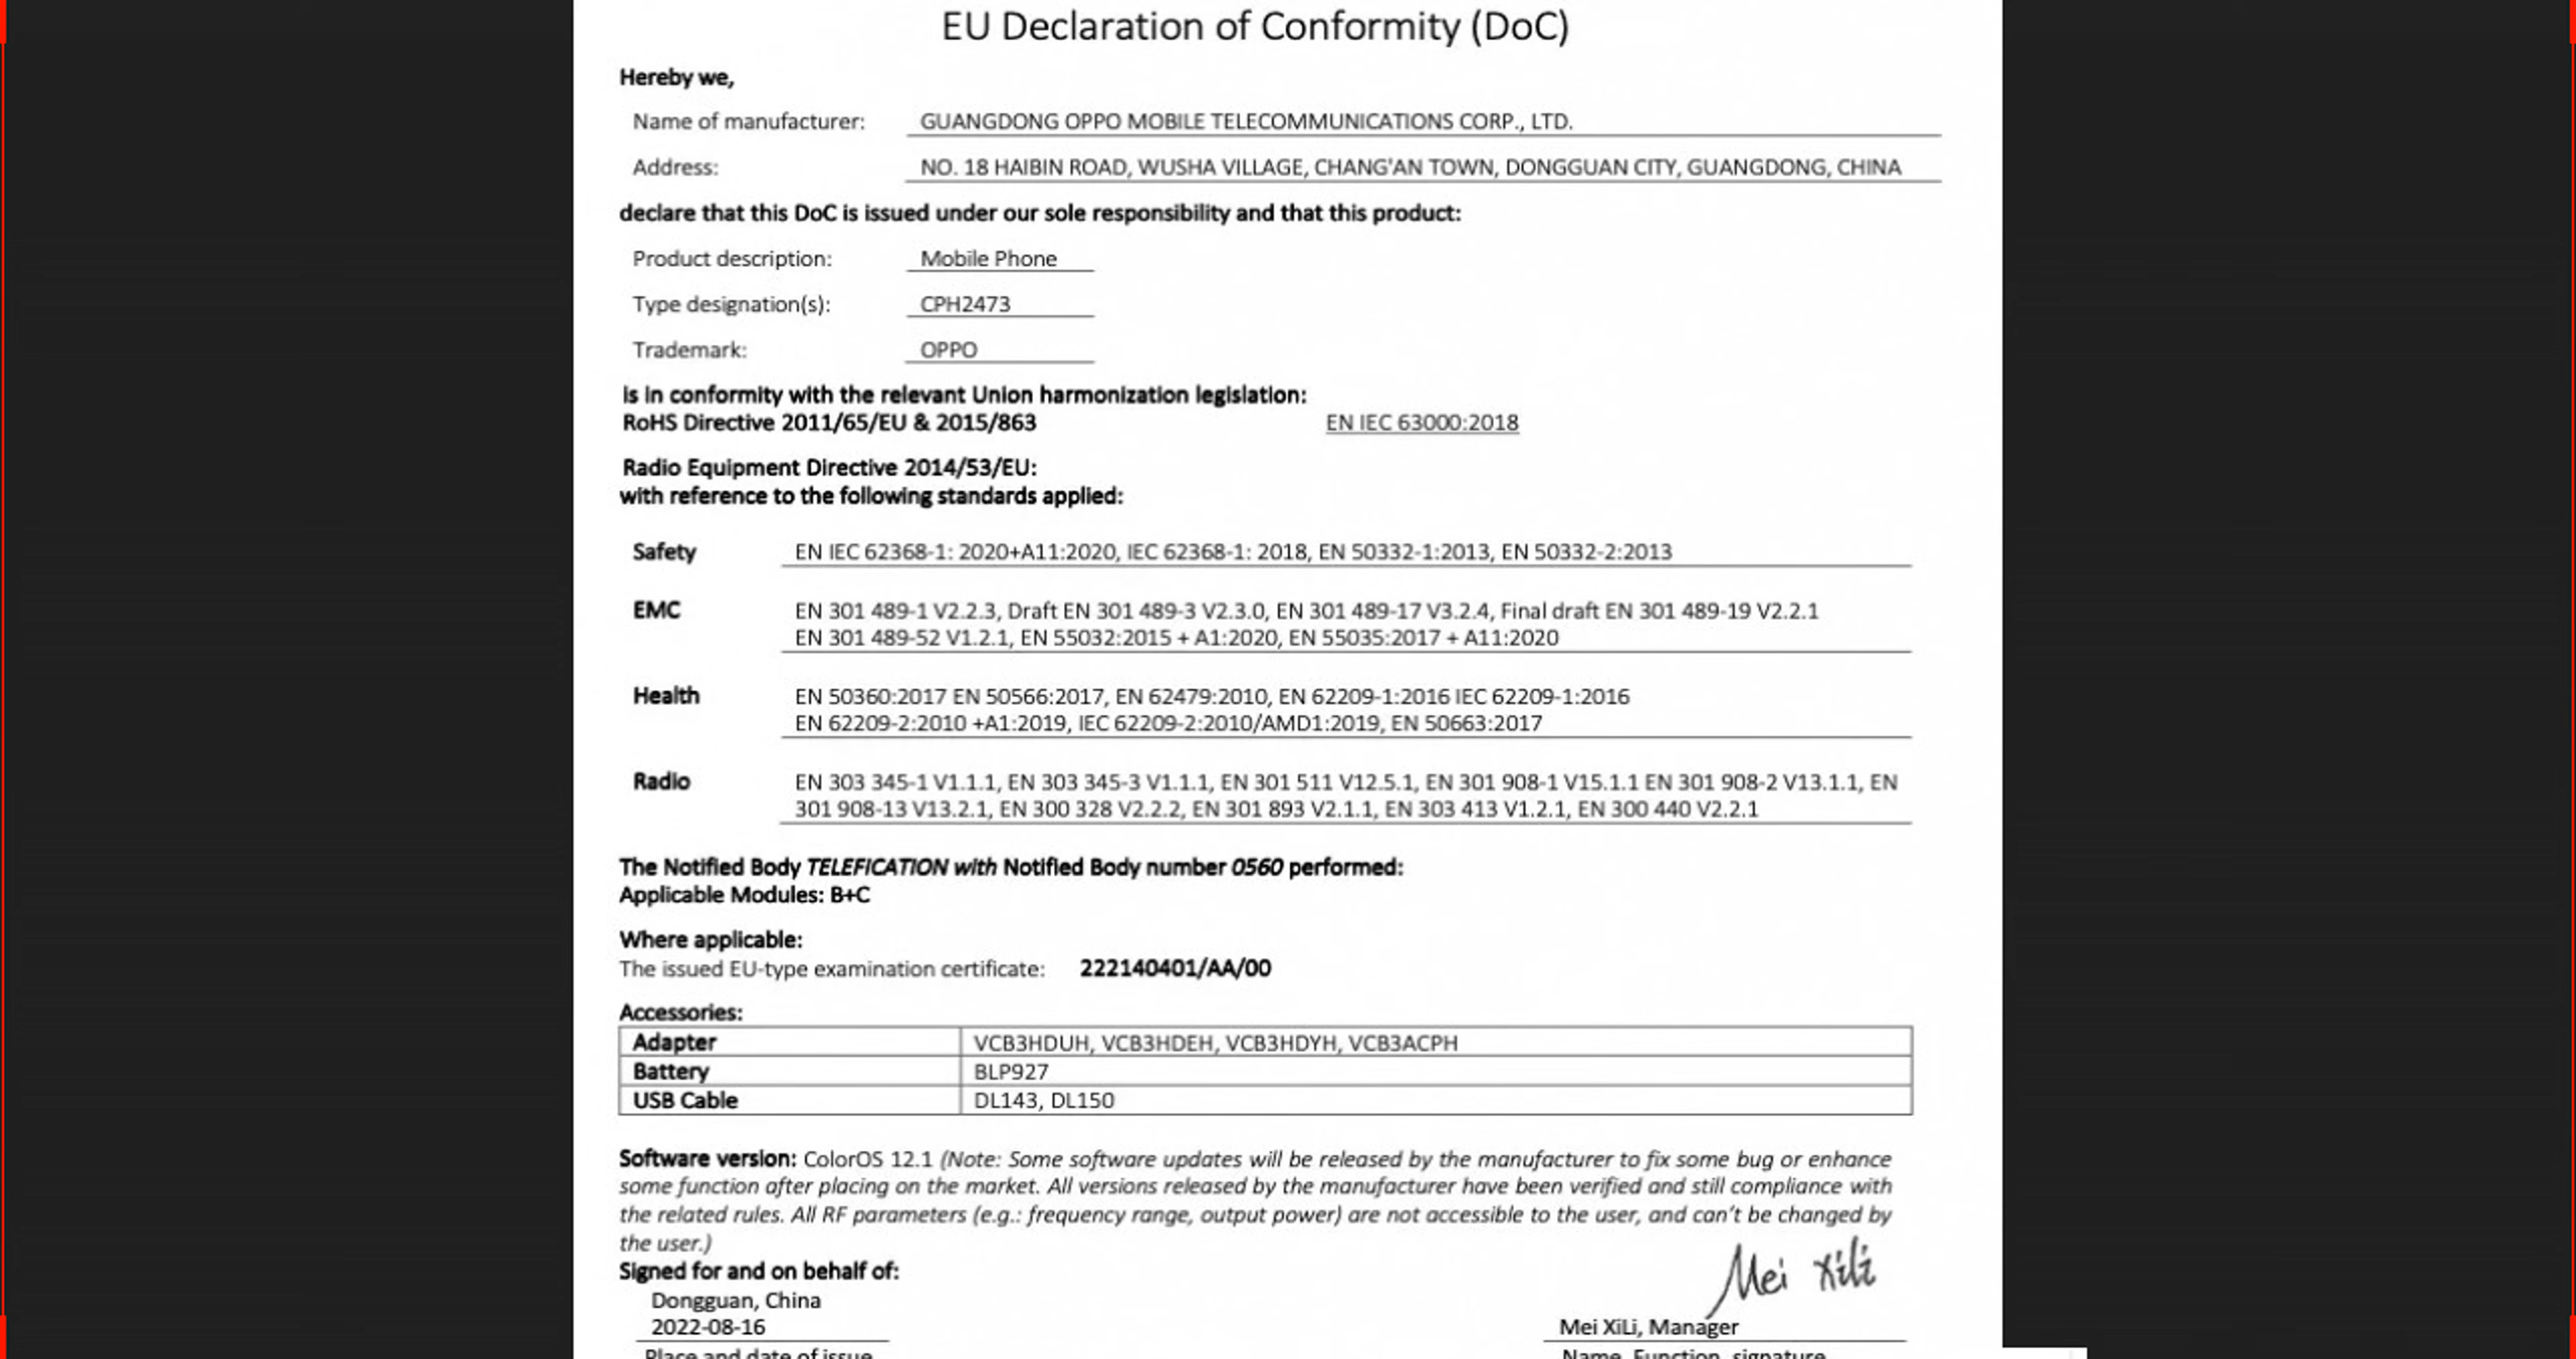 EU Declaration of Conformity (DoC)
Hereby we,
Name of manufacturer: GUANGDONG OPPO MOBILE TELECOMMUNICATIONS CORP., LTD.
Address: NO. 18 HAIBIN ROAD, WUSHA VILLAGE, CHANG'AN TOWN, DONGGUAN CITY, GUANGDONG, CHINA
declare that this DoC is issued under our sole responsibility and that this product:
Product description: Mobile Phone
Type designation(s): CPH2473
Trademark: OPPO
is in conformity with the relevant Union harmonization legislation:
RoHS Directive 2011/65/EU & 2015/863 EN IEC 63000:2018
Radio Equipment Directive 2014/53/EU:
with reference to the following standards applied:
Safety EN IEC 62368-1: 2020+A11:2020, IEC 62368-1: 2018, EN 50332-1:2013, EN 50332-2:2013
EMC EN 301 489-1 V2.2.3, Draft EN 301 489-3 V2.3.0, EN 301 489-17 V3.2.4, Final draft EN 301 489-19 V2.2.1
EN 301 489-52 V1.2.1, EN 55032:2015 + A1:2020, EN 55035:2017 + A11:2020
Health EN 50360:2017 EN 50566:2017, EN 62479:2010, EN 62209-1:2016 IEC 62209-1:2016
EN 62209-2:2010 +A1:2019, IEC 62209-2:2010/AMD1:2019, EN 50663:2017
Radio EN 303 345-1 V1.1.1, EN 303 345-3 V1.1.1, EN 301 511 V12.5.1, EN 301 908-1 V15.1.1 EN 301 908-2 V13.1.1, EN
301 908-13 V13.2.1, EN 300 328 V2.2.2, EN 301 893 V2.1.1, EN 303 413 V1.2.1, EN 300 440 V2.2.1
The Notified Body TELEFICATION with Notified Body number 0560 performed:
Applicable Modules: B+C
Where applicable:
The issued EU-type examination certificate: 222140401/AA/00
Accessories:
Adapter VCB3HDUH, VCB3HDEH, VCB3HDYH, VCB3ACPH
Battery BLP927
USB Cable DL143, DL150
Software version: ColorOS 12.1 (Note: Some software updates will be released by the manufacturer to fix some bug or enhance
some function after placing on the market. All versions released by the manufacturer have been verified and still compliance with
the related rules. All RF parameters (e.g.: frequency range, output power) are not accessible to the user, and can't be changed by
the user.)
Mei Xili
Signed for and on behalf of:
Dongguan, China
2022-08-16 Mei XiLi, Manager
Place and date of issue Name, Function, signature